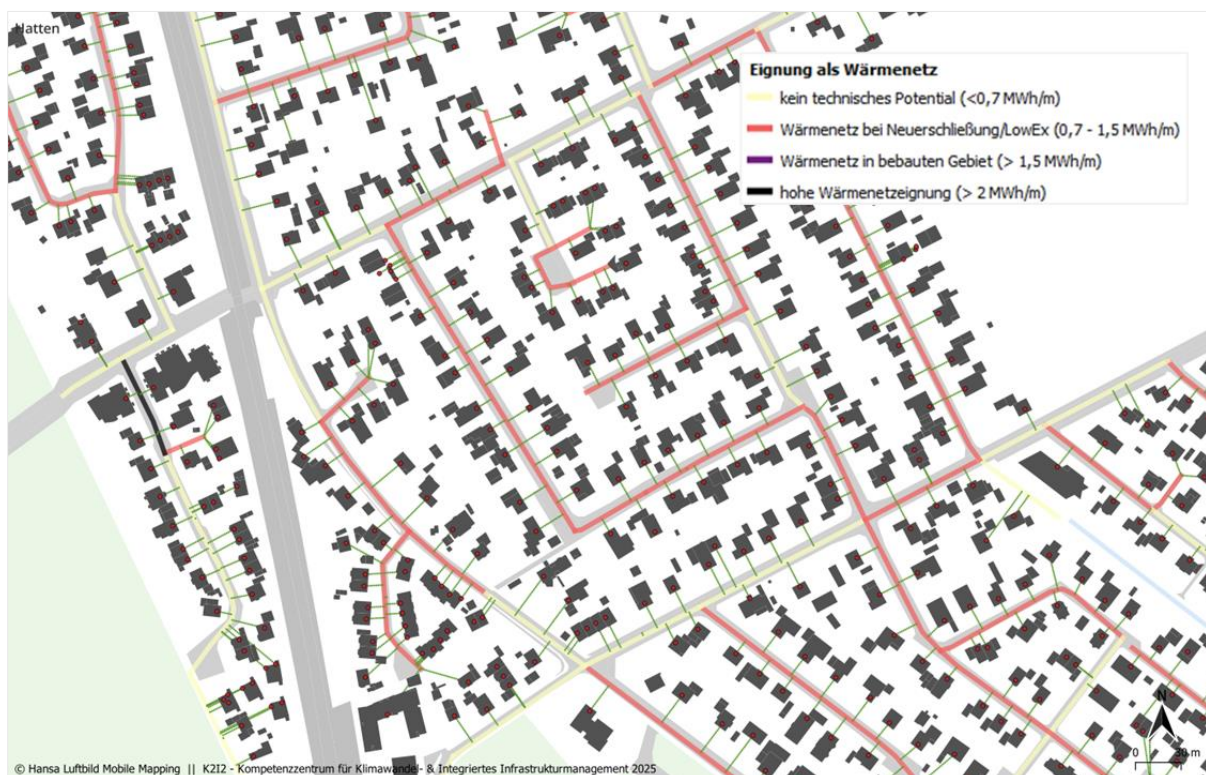 Hatten
Eignung als Wärmenetz
kein technisches Potential (<0,7 MWh/m)
Wärmenetz bei Neuerschließung/LowEx (0,7 - 1,5 MWh/m)
Wärmenetz in bebauten Gebiet (> 1,5 MWh/m)
hohe Wärmenetzeignung (> 2 MWh/m)
N
0 30 m
© Hansa Luftbild Mobile Mapping || K2I2 - Kompetenzzentrum für Klimawandel- & Integriertes Infrastrukturmanagement 2025